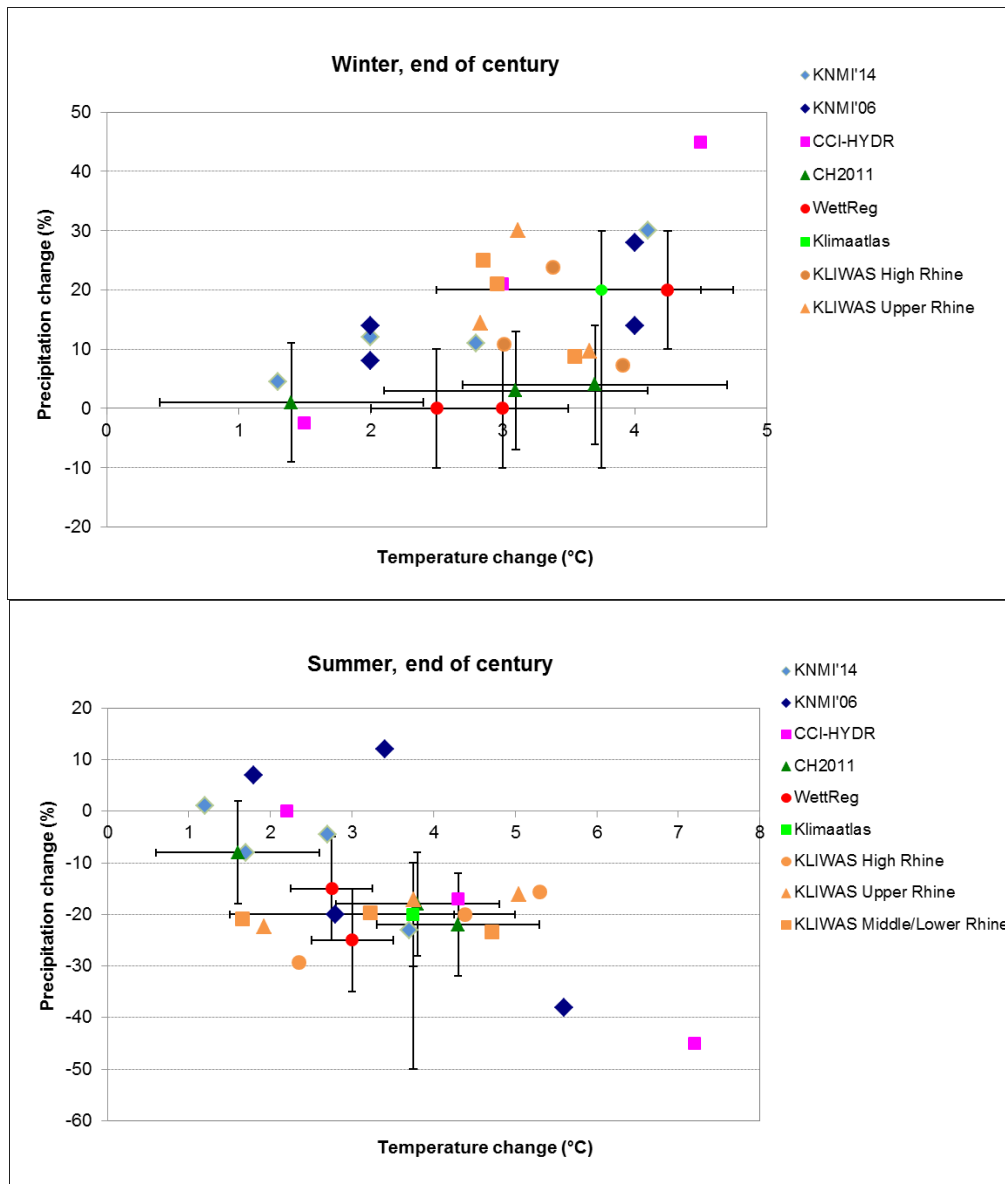 Winter, end of century
Precipitation change (%)
50
40
30
20
10
0
-10
-20
0
1
2
3
4
5
Temperature change (°C)
KNMI'14
KNMI'06
CCI-HYDR
CH2011
WettReg
Klimaatlas
KLIWAS High Rhine
KLIWAS Upper Rhine
Summer, end of century
Precipitation change (%)
20
10
0
-10
-20
-30
-40
-50
-60
0
1
2
3
4
5
6
7
8
Temperature change (°C)
KNMI'14
KNMI'06
CCI-HYDR
CH2011
WettReg
Klimaatlas
KLIWAS High Rhine
KLIWAS Upper Rhine
KLIWAS Middle/Lower Rhine